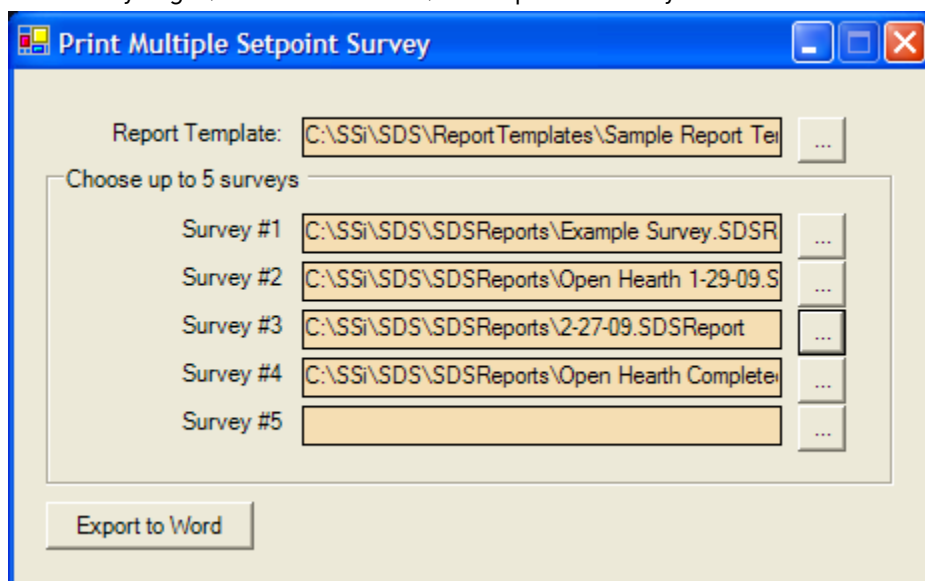 Print Multiple Setpoint Survey
Report Template: C:\SSi\SDS\ReportTemplates\Sample Report Te ...
Choose up to 5 surveys
Survey #1 C:\SSi\SDS\SDSReports\Example Survey.SDSR ...
Survey #2 C:\SSi\SDS\SDSReports\Open Hearth 1-29-09.S ...
Survey #3 C:\SSi\SDS\SDSReports\2-27-09.SDSReport ...
Survey #4 C:\SSi\SDS\SDSReports\Open Hearth Complete ...
Survey #5 ...
Export to Word